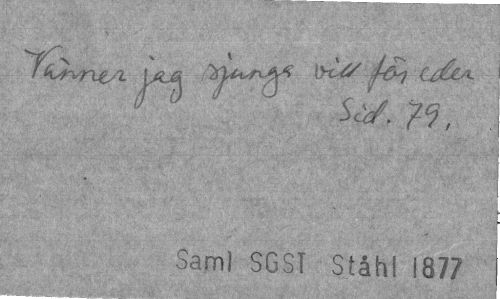 Vänner jag sjunga vill för eder
Sid. 79.
Saml SGST Ståhl 1877